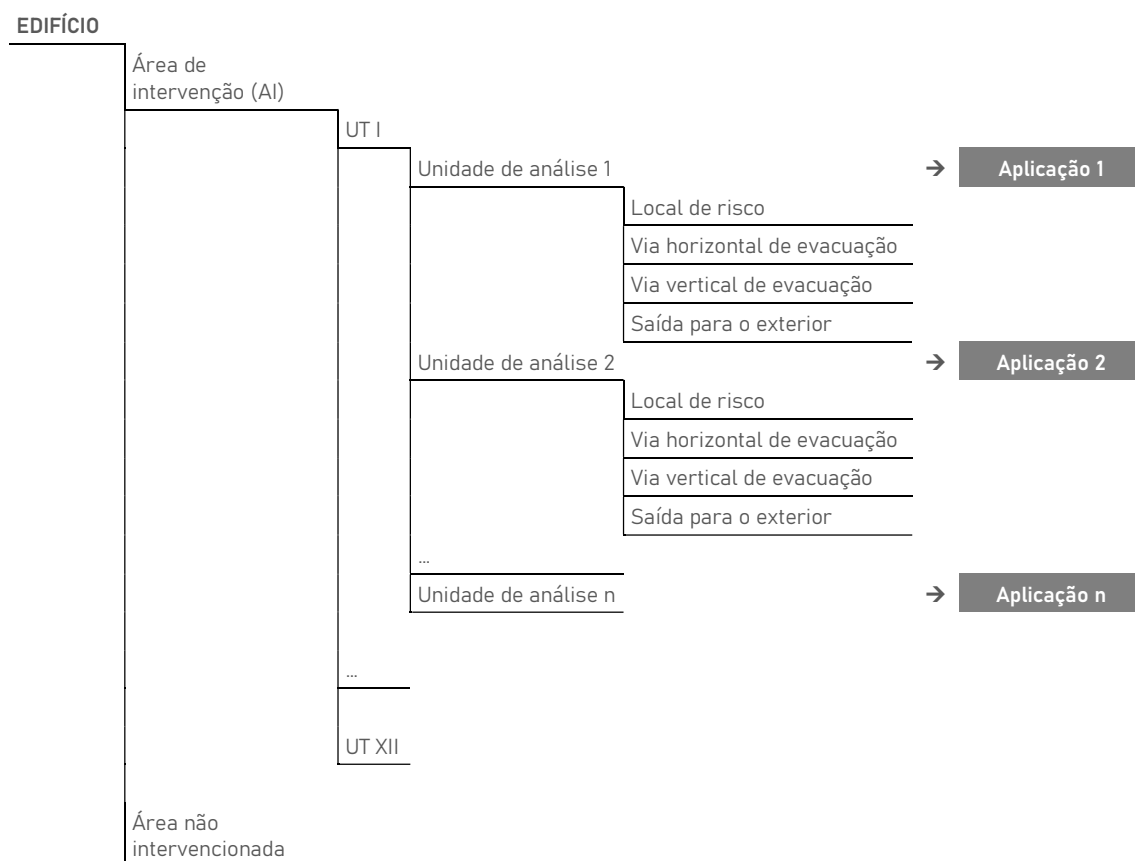 EDIFÍCIO
Área de
intervenção (AI)
UT I
Unidade de análise 1 → Aplicação 1
Local de risco
Via horizontal de evacuação
Via vertical de evacuação
Saída para o exterior
Unidade de análise 2 → Aplicação 2
Local de risco
Via horizontal de evacuação
Via vertical de evacuação
Saída para o exterior
...
Unidade de análise n → Aplicação n
...
UT XII
Área não
intervencionada